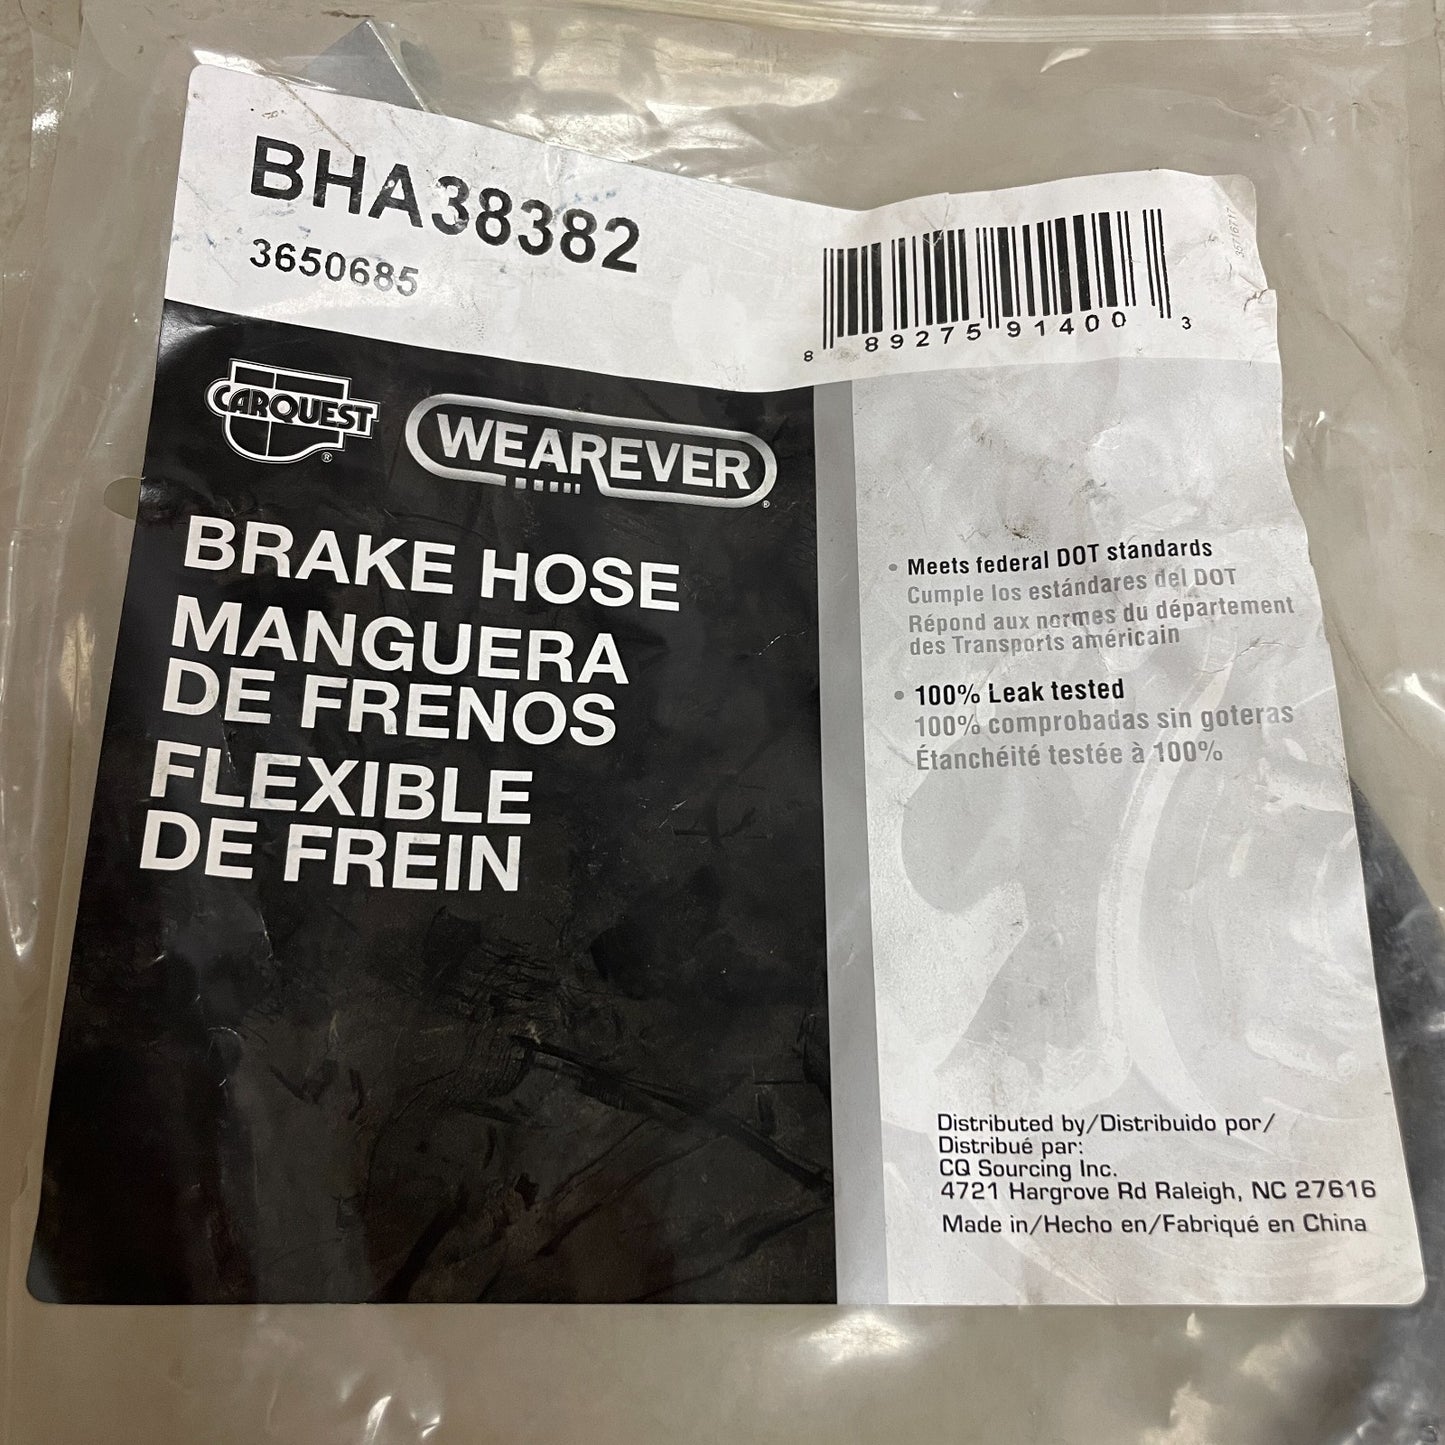 BHA38382
3650685
8 89275 91400 3
CARQUEST
®
WEAREVER
®
BRAKE HOSE
MANGUERA
DE FRENOS
FLEXIBLE
DE FREIN
• Meets federal DOT standards
Cumple los estándares del DOT
Répond aux normes du département
des Transports américain
• 100% Leak tested
100% comprobadas sin goteras
Étanchéité testée à 100%
Distributed by/Distribuido por/
Distribué par:
CQ Sourcing Inc.
4721 Hargrove Rd Raleigh, NC 27616
Made in/Hecho en/Fabriqué en China